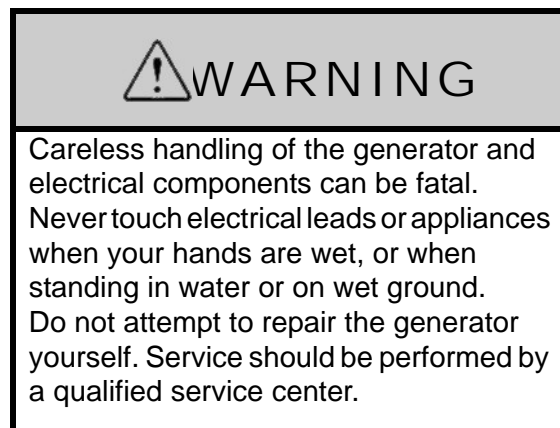 WARNING
Careless handling of the generator and
electrical components can be fatal.
Never touch electrical leads or appliances
when your hands are wet, or when
standing in water or on wet ground.
Do not attempt to repair the generator
yourself. Service should be performed by
a qualified service center.